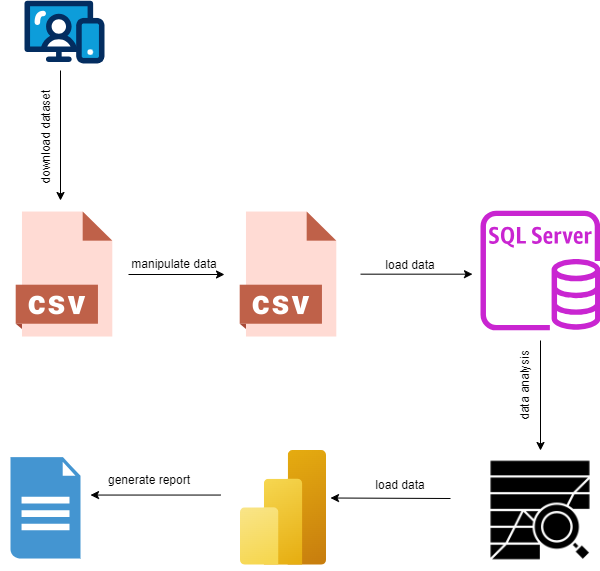 download dataset
CSV
manipulate data
CSV
load data
SQL Server
data analysis
load data
generate report